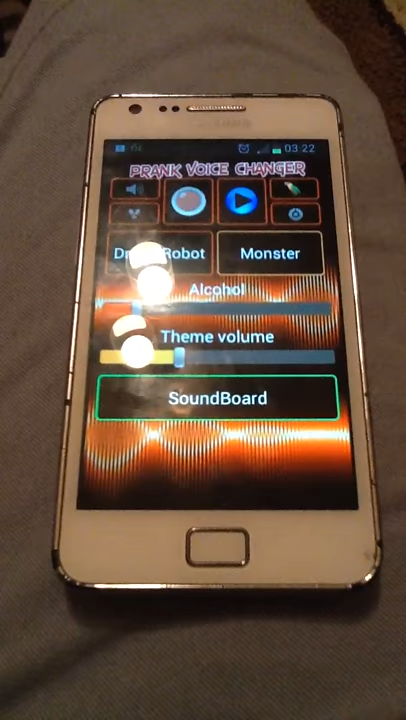 SAMSUNG
03:22
PRANK VOICE CHANGER
Robot
Monster
Alcohol
Theme volume
SoundBoard